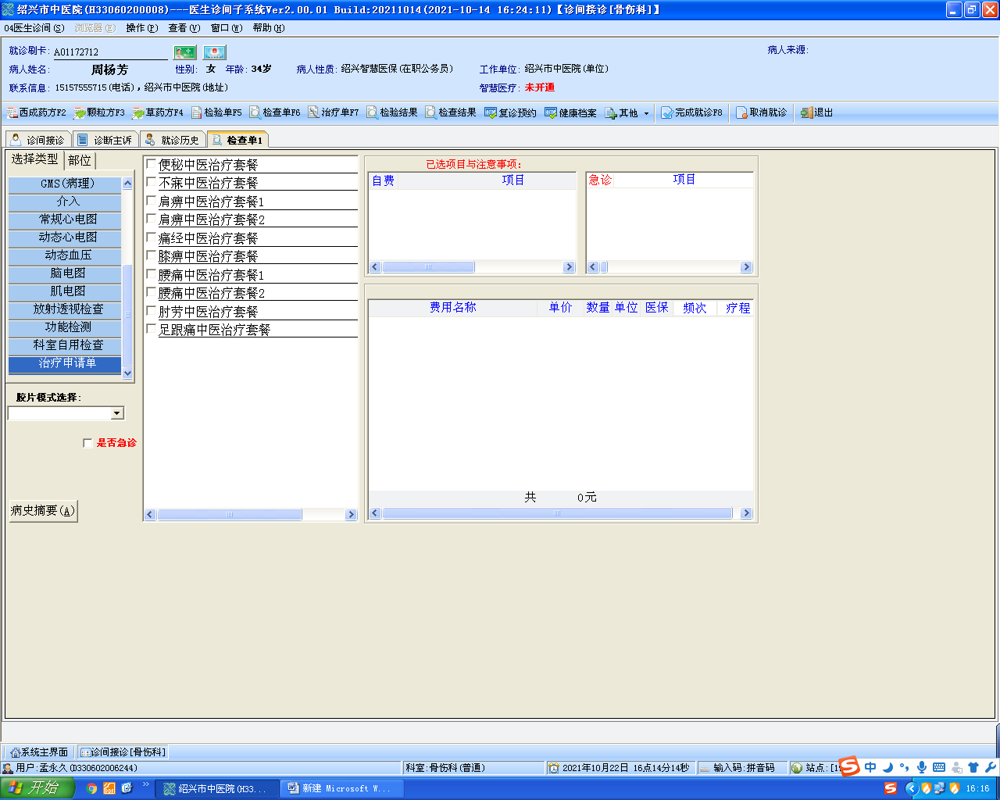 绍兴市中医院(H33060200008)---医生诊间子系统Ver2.00.01 Build:20211014(2021-10-14 16:24:11)【诊间接诊[骨伤科]】
04医生诊间(S) 浏览器(E) 操作(P) 查看(V) 窗口(W) 帮助(H)
就诊刷卡: A01172712 病人来源:
病人姓名: 周杨芳 性别: 女 年龄: 34岁 病人性质: 绍兴智慧医保(在职公务员) 工作单位: 绍兴市中医院(单位)
联系信息: 15157555715(电话), 绍兴市中医院(地址) 智慧医疗: 未开通
西成药方F2 颗粒方F3 草药方F4 检验单F5 检查单F6 治疗单F7 检验结果 检查结果 复诊预约 健康档案 其他 完成就诊F8 取消就诊 退出
诊间接诊 诊断主诉 就诊历史 检查单1
选择类型 部位
GMS(病理)
介入
常规心电图
动态心电图
动态血压
脑电图
肌电图
放射透视检查
功能检测
科室自用检查
治疗申请单
胶片模式选择:
是否急诊
病史摘要(A)
便秘中医治疗套餐
不寐中医治疗套餐
肩痹中医治疗套餐1
肩痹中医治疗套餐2
痛经中医治疗套餐
膝痹中医治疗套餐
腰痛中医治疗套餐1
腰痛中医治疗套餐2
肘劳中医治疗套餐
足跟痛中医治疗套餐
已选项目与注意事项:
自费 项目 急诊 项目
费用名称 单价 数量 单位 医保 频次 疗程
共 0元
系统主界面 诊间接诊[骨伤科]
用户:孟永久(D330602006244) 科室:骨伤科(普通) 2021年10月22日 16点14分14秒 输入码:拼音码 站点:[19
中
开始 绍兴市中医院(H33... 新建 Microsoft W... 16:16